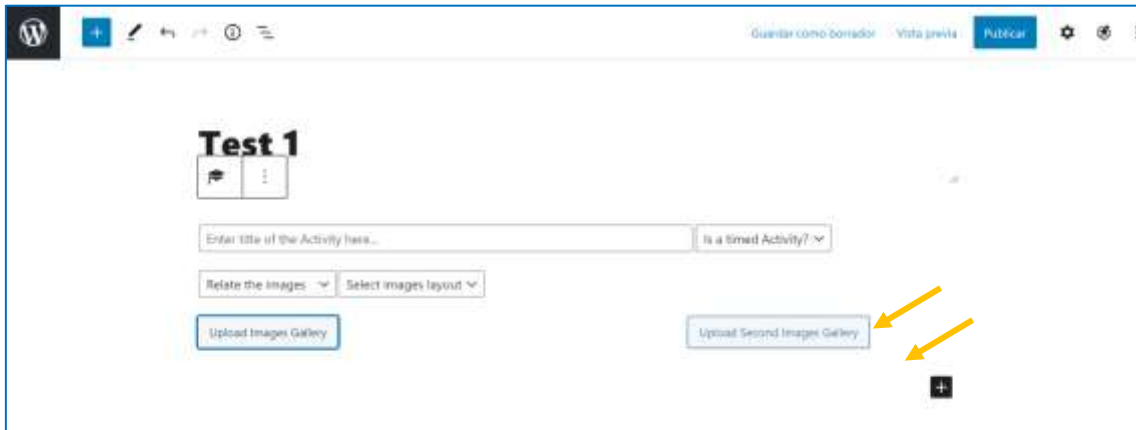 Guardar como borrador Vista previa Publicar
Test 1
Enter title of the Activity here... Is a timed Activity?
Relate the images Select images layout
Upload Images Gallery Upload Second Images Gallery